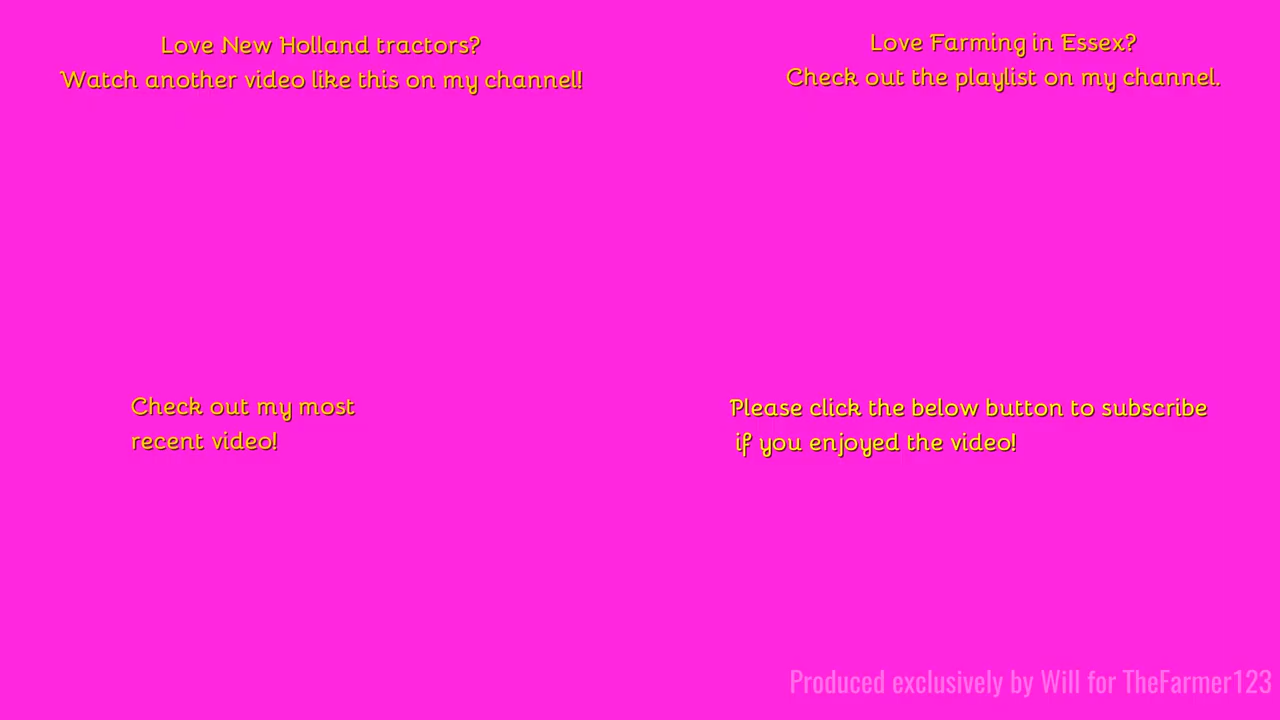 Love New Holland tractors?
Watch another video like this on my channel!
Love Farming in Essex?
Check out the playlist on my channel.
Check out my most
recent video!
Please click the below button to subscribe
if you enjoyed the video!
Produced exclusively by Will for TheFarmer123